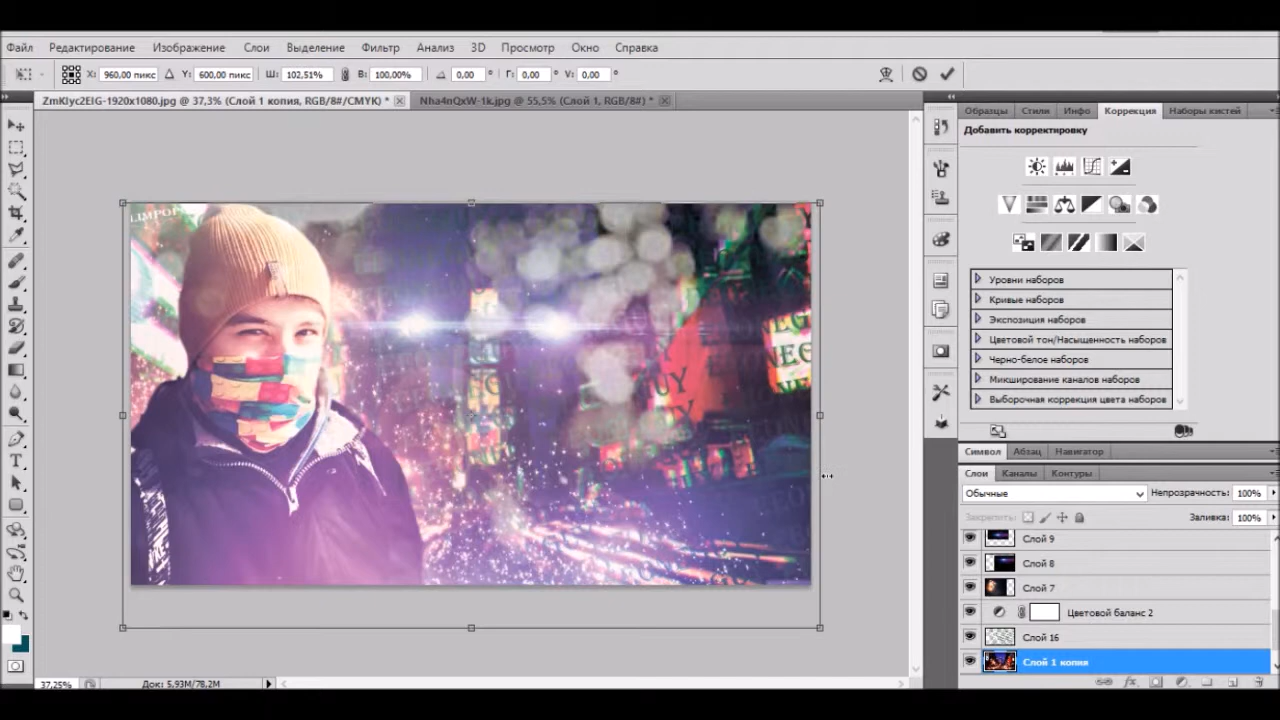 Файл Редактирование Изображение Слои Выделение Фильтр Анализ 3D Просмотр Окно Справка
X: 960,00 пикс Y: 600,00 пикс Ш: 102,51% В: 100,00% 0,00 ° Г: 0,00 ° V: 0,00 °
ZmKlyc2EIG-1920x1080.jpg @ 37,3% (Слой 1 копия, RGB/8#/CMYK) * Nha4nQxW-1k.jpg @ 55,5% (Слой 1, RGB/8#) *
Образцы Стили Инфо Коррекция Наборы кистей
Добавить корректировку
Уровни наборов
Кривые наборов
Экспозиция наборов
Цветовой тон/Насыщенность наборов
Черно-белое наборов
Микширование каналов наборов
Выборочная коррекция цвета наборов
Символ Абзац Навигатор
Слои Каналы Контуры
Обычные Непрозрачность: 100%
Закрепить: Заливка: 100%
Слой 9
Слой 8
Слой 7
Цветовой баланс 2
Слой 16
Слой 1 копия
37,25% Док: 5,93M/78,2M